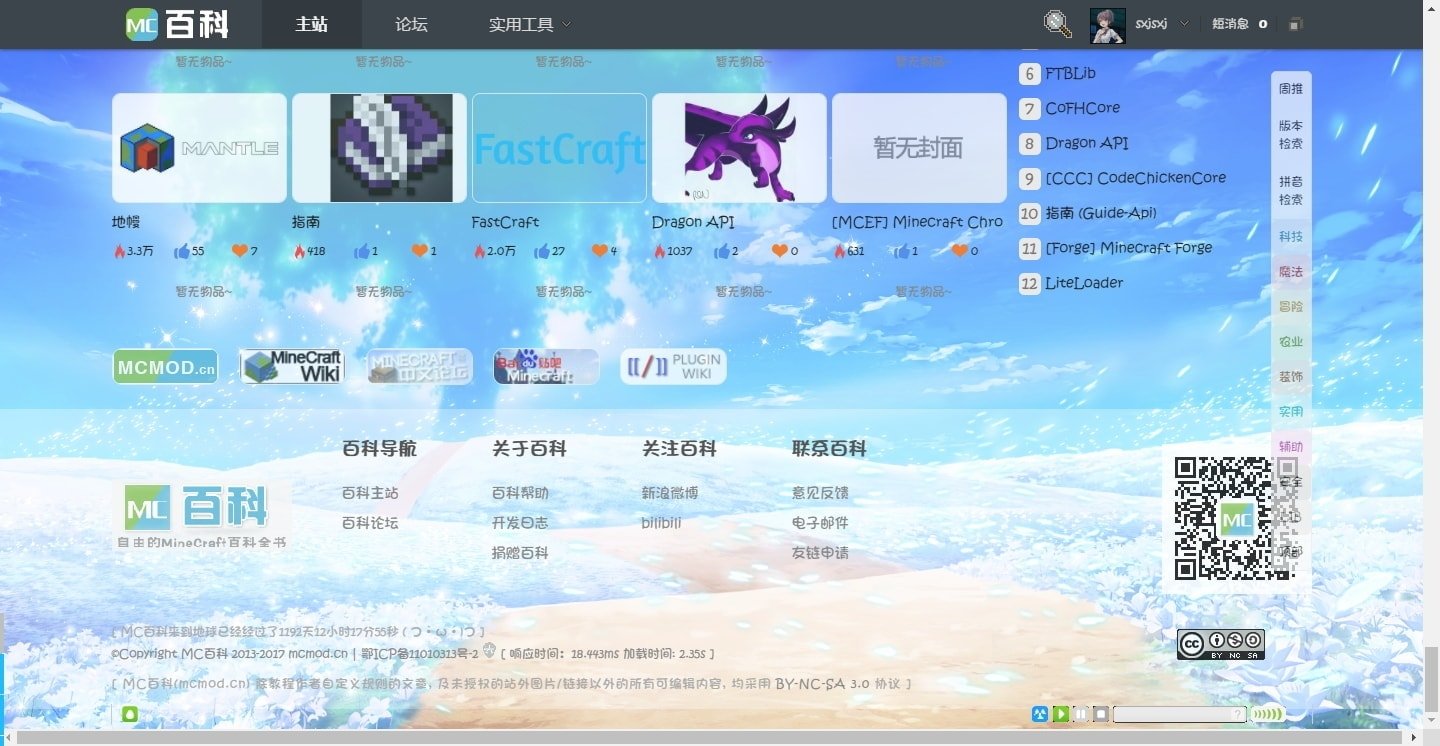 MC 百科 主站 论坛 实用工具 sxjsxj 短消息 0
暂无物品~ 暂无物品~ 暂无物品~ 暂无物品~ 暂无物品~
6 FTBLib
7 CoFHCore
8 Dragon API
9 [CCC] CodeChickenCore
10 指南 (Guide-Api)
11 [Forge] Minecraft Forge
12 LiteLoader
MANTLE FastCraft 暂无封面
地幔 指南 FastCraft Dragon API [MCEF] Minecraft Chro
3.3万 55 7 418 1 1 2.0万 27 4 1037 2 0 631 1 0
暂无物品~ 暂无物品~ 暂无物品~ 暂无物品~ 暂无物品~
周推
版本
检索
拼音
检索
科技
魔法
冒险
农业
装饰
实用
辅助
顶部
MCMOD.cn MineCraft Wiki MINECRAFT 中文论坛 Bai du 贴吧 Minecraft [[/]] PLUGIN WIKI
百科导航 关于百科 关注百科 联系百科
百科主站 百科帮助 新浪微博 意见反馈
百科论坛 开发日志 bilibili 电子邮件
捐赠百科 友链申请
MC 百科
自由的MineCraft百科全书
MC
[ MC百科来到地球已经经过了1192天12小时17分55秒 ( つ・ω・)つ ]
©Copyright MC百科 2013-2017 mcmod.cn | 鄂ICP备11010313号-2 [ 响应时间: 18.443ms 加载时间: 2.35s ]
[ MC百科(mcmod.cn) 除教程作者自定义规则的文章, 及未授权的站外图片/链接以外的所有可编辑内容, 均采用 BY-NC-SA 3.0 协议 ]
cc BY NC SA